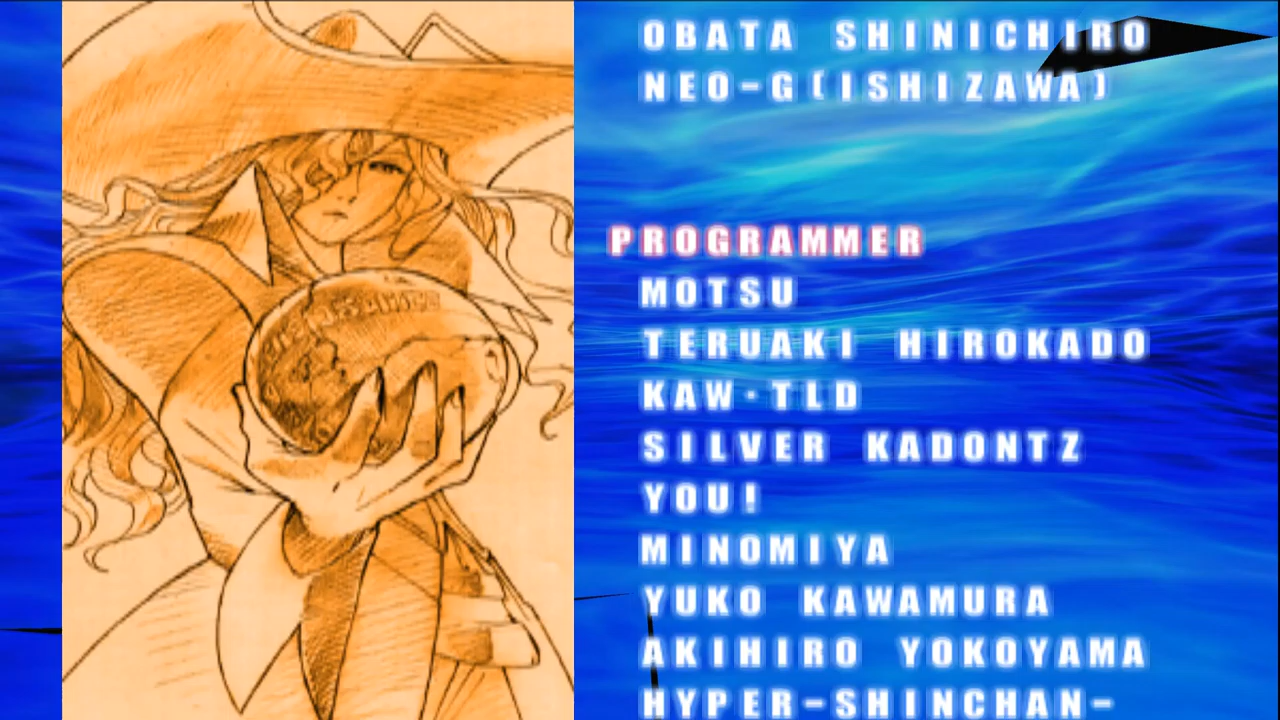 OBATA SHINICHIRO
NEO-G(ISHIZAWA)
PROGRAMMER
MOTSU
TERUAKI HIROKADO
KAW·TLD
SILVER KADONTZ
YOU!
MINOMIYA
YUKO KAWAMURA
AKIHIRO YOKOYAMA
HYPER-SHINCHAN-